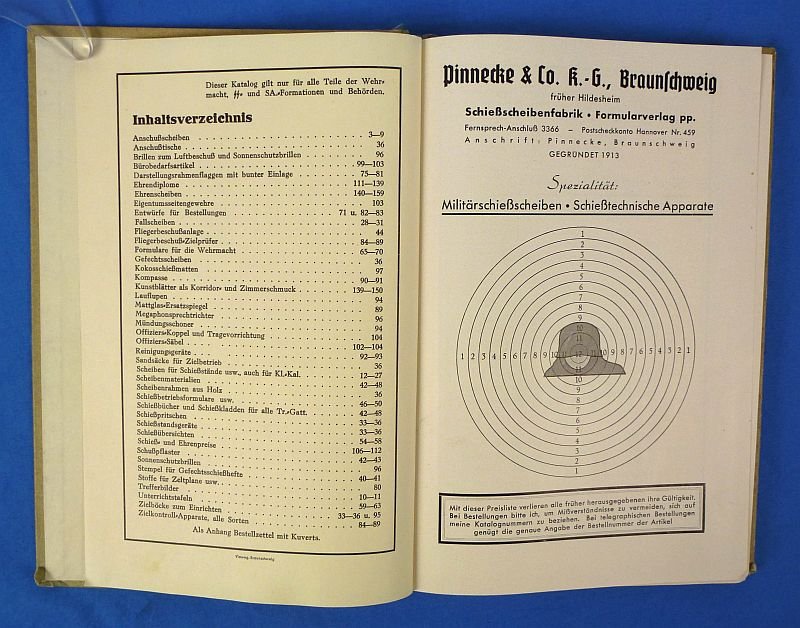 Dieser Katalog gilt nur für alle Teile der Wehr-
macht, ᛋᛋ- und SA.-Formationen und Behörden.
Inhaltsverzeichnis
Anschußscheiben 3—9
Anschußtische 36
Brillen zum Luftbeschuß und Sonnenschutzbrillen 96
Bürobedarfsartikel 99—103
Darstellungsrahmenflaggen mit bunter Einlage 75—81
Ehrendiplome 111—139
Ehrenscheiben 140—159
Eigentumsseitengewehre 103
Entwürfe für Bestellungen 71 u. 82—83
Fallscheiben 28—31
Fliegerbeschußanlage 44
Fliegerbeschuß-Zielprüfer 84—89
Formulare für die Wehrmacht 65—70
Gefechtsscheiben 36
Kokosschießmatten 97
Kompasse 90—91
Kunstblätter als Korridor- und Zimmerschmuck 139—150
Lauflupen 94
Mattglas-Ersatzspiegel 89
Megaphonsprechtrichter 96
Mündungsschoner 94
Offiziers-Koppel und Tragevorrichtung 104
Offiziers-Säbel 102—104
Reinigungsgeräte 92—93
Sandsäcke für Zielbetrieb 36
Scheiben für Schießstände usw., auch für Kl.-Kal. 12—27
Scheibenmaterialien 42—48
Scheibenrahmen aus Holz 36
Schießbetriebsformulare usw. 46—50
Schießbücher und Schießkladden für alle Tr.-Gatt. 42—48
Schießpritschen 33—36
Schießstandsgeräte 33—36
Schießübersichten 54—58
Schieß- und Ehrenpreise 106—112
Schußpflaster 42—43
Sonnenschutzbrillen 96
Stempel für Gefechtsschießhefte 40—41
Stoffe für Zeltplane usw. 80
Trefferbilder 10—11
Unterrichtstafeln 59—63
Zielböcke zum Einrichten 33—36 u. 95
Zielkontroll-Apparate, alle Sorten 84—89
Als Anhang Bestellzettel mit Kuverts.
Pinnecke & Co. K.-G., Braunschweig
früher Hildesheim
Schießscheibenfabrik • Formularverlag pp.
Fernsprech-Anschluß 3366 – Postscheckkonto Hannover Nr. 459
Anschrift: Pinnecke, Braunschweig
GEGRÜNDET 1913
Spezialität:
Militärschießscheiben • Schießtechnische Apparate
1
2
3
4
5
6
7
8
9
10
11
1 2 3 4 5 6 7 8 9 10 11 12 11 10 9 8 7 6 5 4 3 2 1
11
10
9
8
7
6
5
4
3
2
1
Mit dieser Preisliste verlieren alle früher herausgegebenen ihre Gültigkeit.
Bei Bestellungen bitte ich, um Mißverständnisse zu vermeiden, sich auf
meine Katalognummern zu beziehen. Bei telegraphischen Bestellungen
genügt die genaue Angabe der Bestellnummer der Artikel